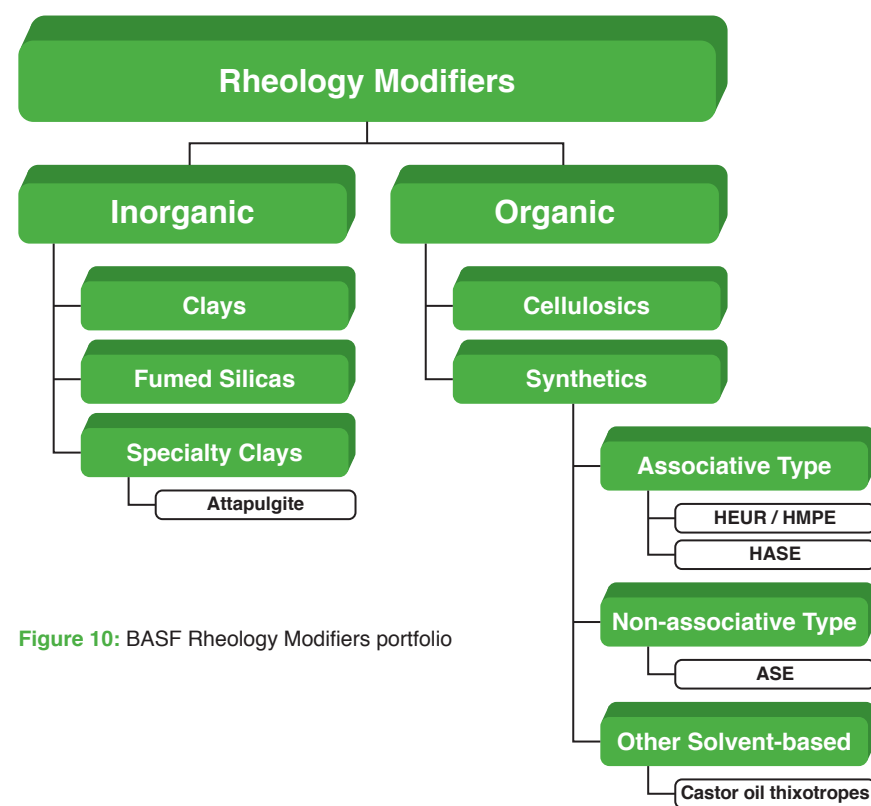 Rheology Modifiers
Inorganic
Clays
Fumed Silicas
Specialty Clays
Attapulgite
Organic
Cellulosics
Synthetics
Associative Type
HEUR / HMPE
HASE
Non-associative Type
ASE
Other Solvent-based
Castor oil thixotropes
Figure 10: BASF Rheology Modifiers portfolio